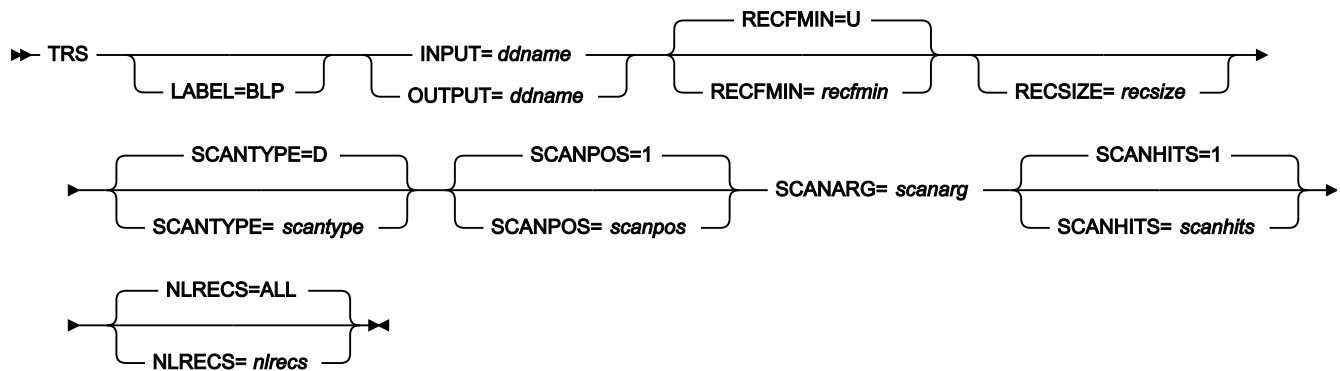 RECFMIN=U
TRS INPUT= ddname
LABEL=BLP OUTPUT= ddname RECFMIN= recfmin RECSIZE= recsize
SCANTYPE=D SCANPOS=1 SCANHITS=1
SCANARG= scanarg
SCANTYPE= scantype SCANPOS= scanpos SCANHITS= scanhits
NLRECS=ALL
NLRECS= nlrecs